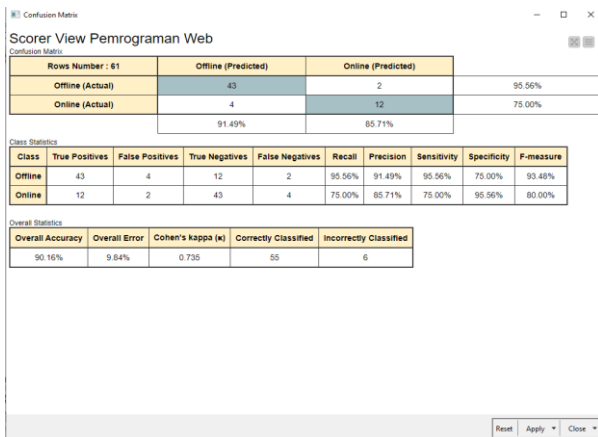 Confusion Matrix
Scorer View Pemrograman Web
Confusion Matrix
Rows Number : 61 Offline (Predicted) Online (Predicted)
Offline (Actual) 43 2 95.56%
Online (Actual) 4 12 75.00%
91.49% 85.71%
Class Statistics
Class True Positives False Positives True Negatives False Negatives Recall Precision Sensitivity Specificity F-measure
Offline 43 4 12 2 95.56% 91.49% 95.56% 75.00% 93.48%
Online 12 2 43 4 75.00% 85.71% 75.00% 95.56% 80.00%
Overall Statistics
Overall Accuracy Overall Error Cohen's kappa (κ) Correctly Classified Incorrectly Classified
90.16% 9.84% 0.735 55 6
Reset Apply Close